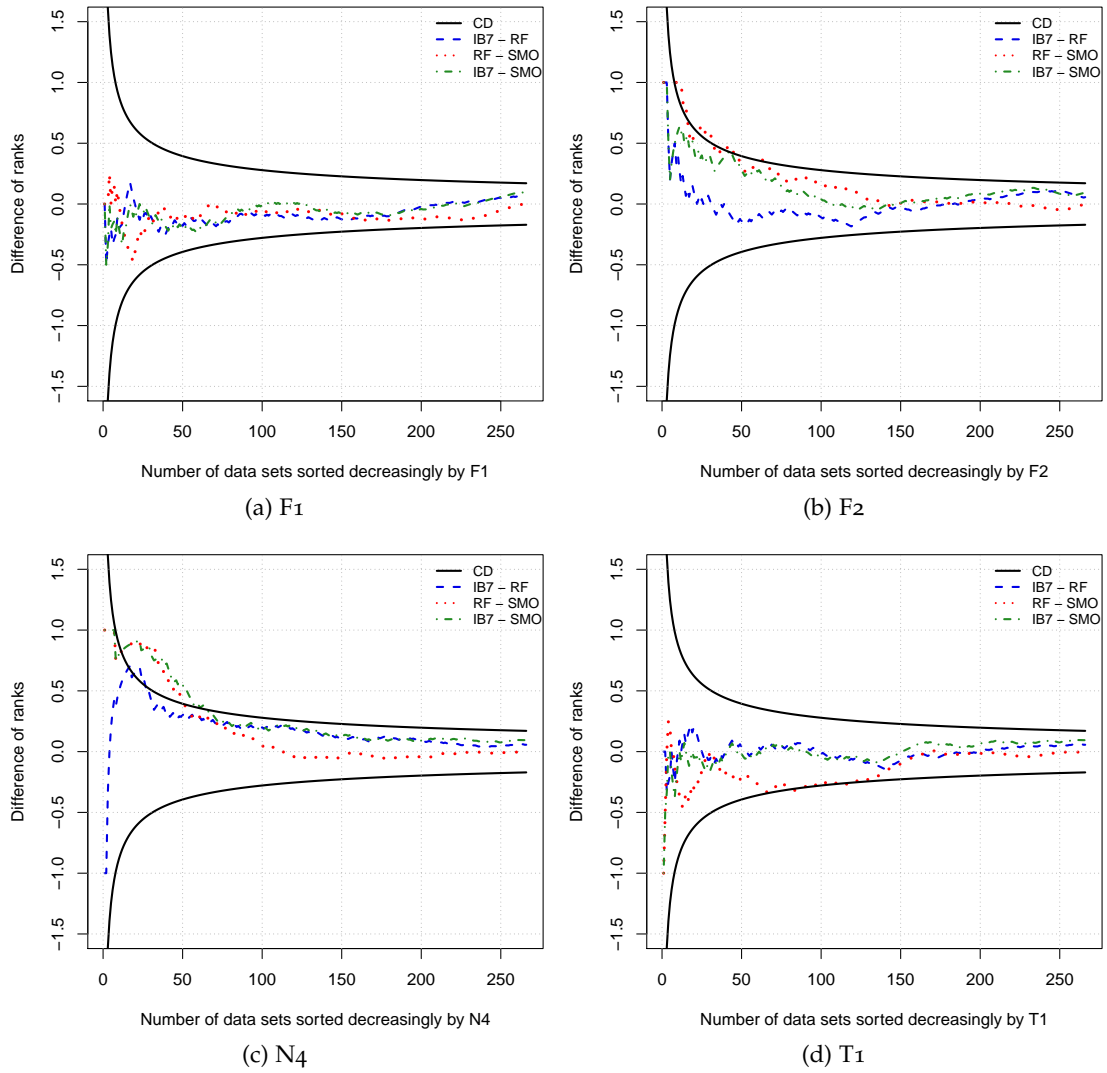 CD
IB7 − RF
RF − SMO
IB7 − SMO
Difference of ranks
1.5
1.0
0.5
0.0
−0.5
−1.0
−1.5
0 50 100 150 200 250
Number of data sets sorted decreasingly by F1
(a) F1
CD
IB7 − RF
RF − SMO
IB7 − SMO
Difference of ranks
1.5
1.0
0.5
0.0
−0.5
−1.0
−1.5
0 50 100 150 200 250
Number of data sets sorted decreasingly by F2
(b) F2
CD
IB7 − RF
RF − SMO
IB7 − SMO
Difference of ranks
1.5
1.0
0.5
0.0
−0.5
−1.0
−1.5
0 50 100 150 200 250
Number of data sets sorted decreasingly by N4
(c) N4
CD
IB7 − RF
RF − SMO
IB7 − SMO
Difference of ranks
1.5
1.0
0.5
0.0
−0.5
−1.0
−1.5
0 50 100 150 200 250
Number of data sets sorted decreasingly by T1
(d) T1